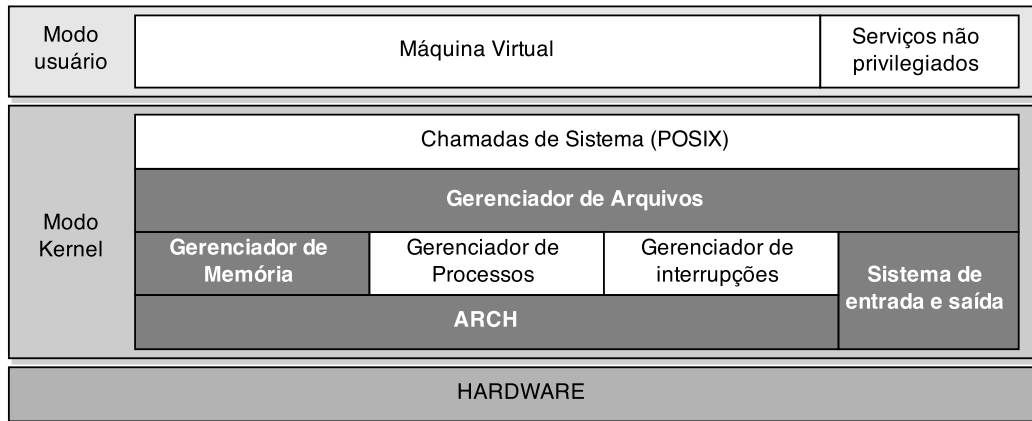 Modo
usuário
Máquina Virtual
Serviços não
privilegiados
Modo
Kernel
Chamadas de Sistema (POSIX)
Gerenciador de Arquivos
Gerenciador de
Memória
Gerenciador de
Processos
Gerenciador de
interrupções
Sistema de
entrada e saída
ARCH
HARDWARE